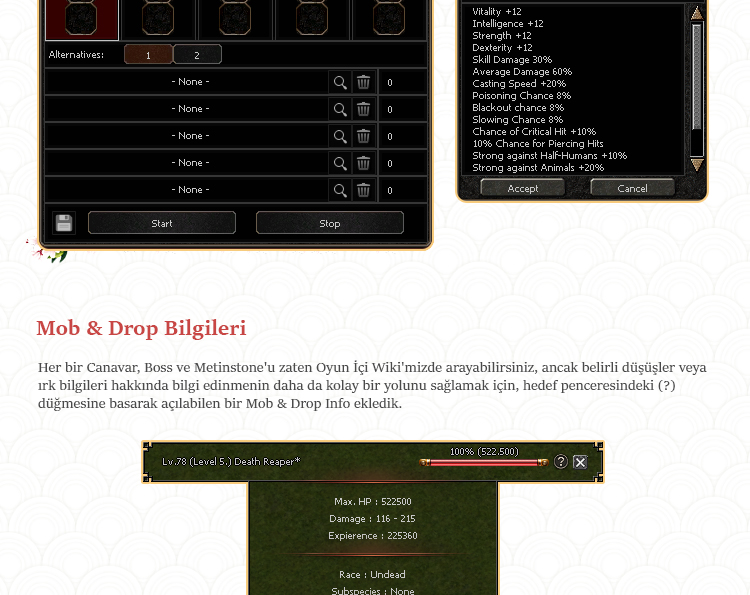 Alternatives: 1 2
- None - 0
- None - 0
- None - 0
- None - 0
- None - 0
Start Stop
Vitality +12
Intelligence +12
Strength +12
Dexterity +12
Skill Damage 30%
Average Damage 60%
Casting Speed +20%
Poisoning Chance 8%
Blackout chance 8%
Slowing Chance 8%
Chance of Critical Hit +10%
10% Chance for Piercing Hits
Strong against Half-Humans +10%
Strong against Animals +20%
Accept Cancel
Mob & Drop Bilgileri
Her bir Canavar, Boss ve Metinstone'u zaten Oyun İçi Wiki'mizde arayabilirsiniz, ancak belirli düşüşler veya
ırk bilgileri hakkında bilgi edinmenin daha da kolay bir yolunu sağlamak için, hedef penceresindeki (?)
düğmesine basarak açılabilen bir Mob & Drop Info ekledik.
100% (522.500)
Lv.78 (Level 5.) Death Reaper* ?
Max. HP : 522500
Damage : 116 - 215
Expierence : 225360
Race : Undead
Subspecies : None